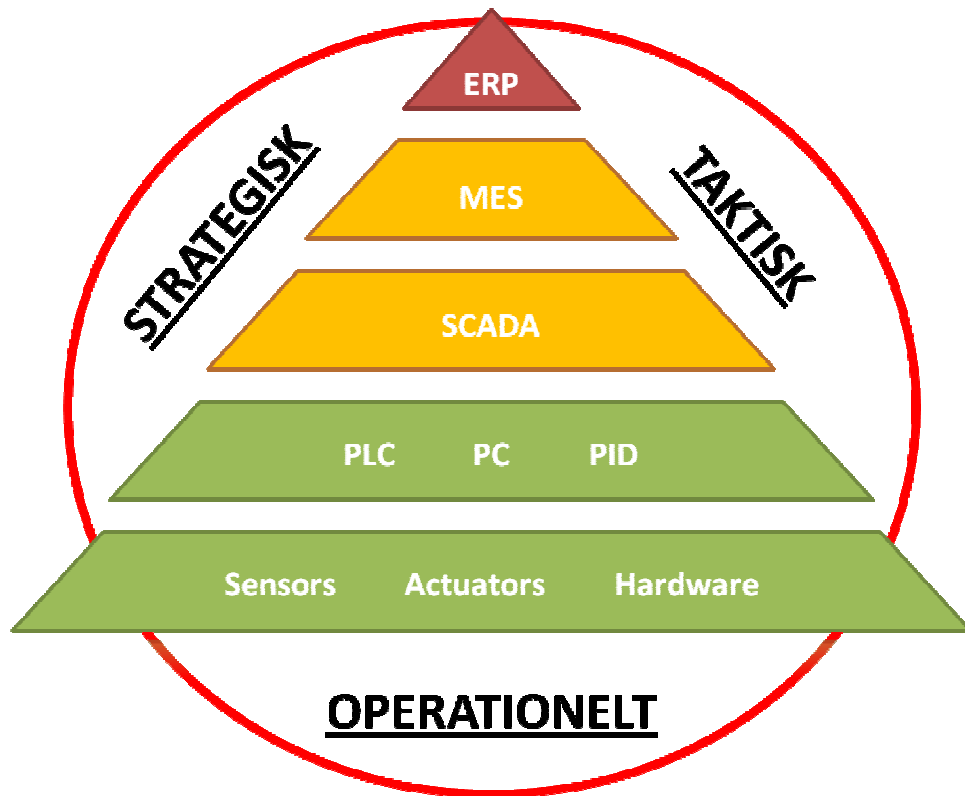 ERP
STRATEGISK
TAKTISK
MES
SCADA
PLC PC PID
Sensors Actuators Hardware
OPERATIONELT